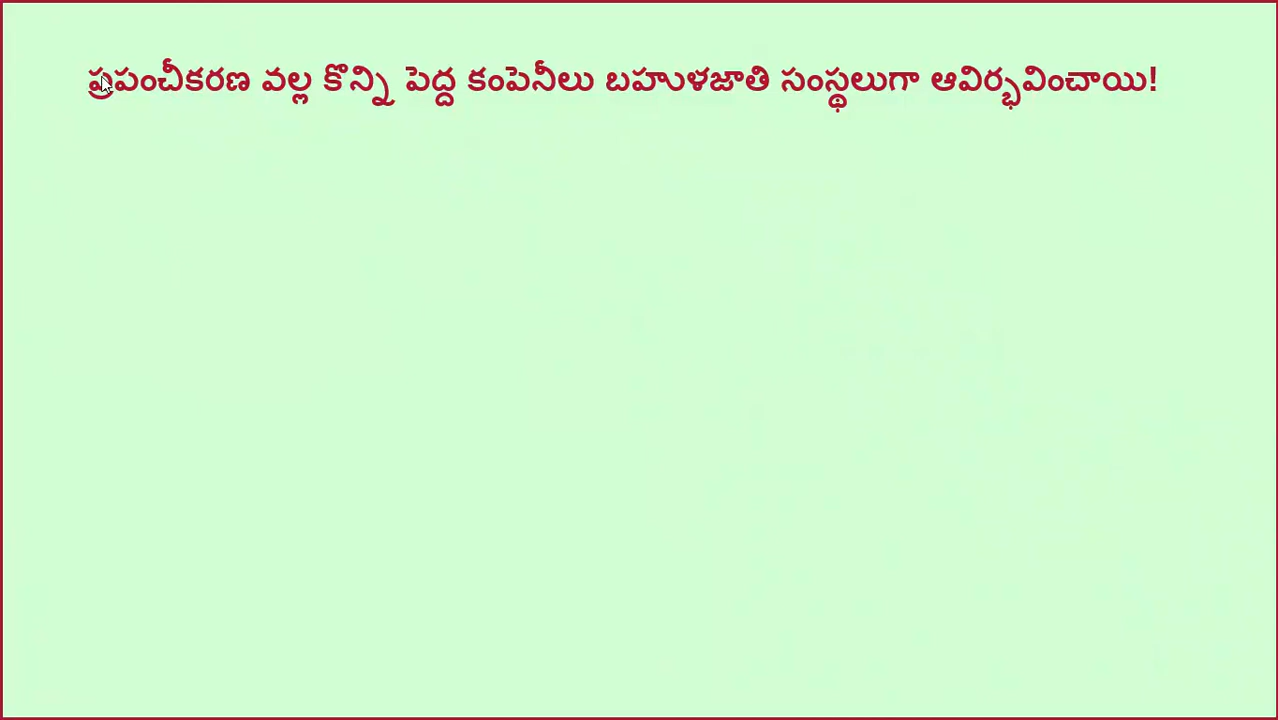 ప్రపంచీకరణ వల్ల కొన్ని పెద్ద కంపెనీలు బహుళజాతి సంస్థలుగా ఆవిర్భవించాయి!